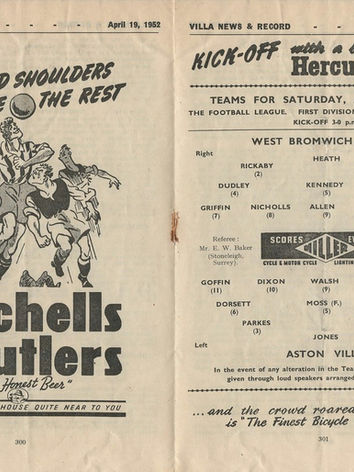 April 19, 1952
D SHOULDERS
E THE REST
chells
utlers
Honest Beer"
HOUSE QUITE NEAR TO YOU
300
VILLA NEWS & RECORD
KICK-OFF with a
Hercu
TEAMS FOR SATURDAY,
THE FOOTBALL LEAGUE. FIRST DIVISION
KICK-OFF 3-0 p.m
WEST BROMWICH
Right
HEATH
RICKABY
(2)
DUDLEY KENNEDY
(4) (5)
GRIFFIN NICHOLLS ALLEN
(7) (8) (9)
Referee :
Mr. E. W. Baker
(Stoneleigh,
Surrey).
SCORES
MILLER
CYCLE & MOTOR CYCLE LIGHTING
GOFFIN DIXON WALSH
(11) (10) (9)
DORSETT MOSS (F.)
(6) (5)
PARKES
(3)
JONES
Left
ASTON VILL
In the event of any alteration in the Tea
given through loud speakers arranged
...and the crowd roared
is "The Finest Bicycle
301